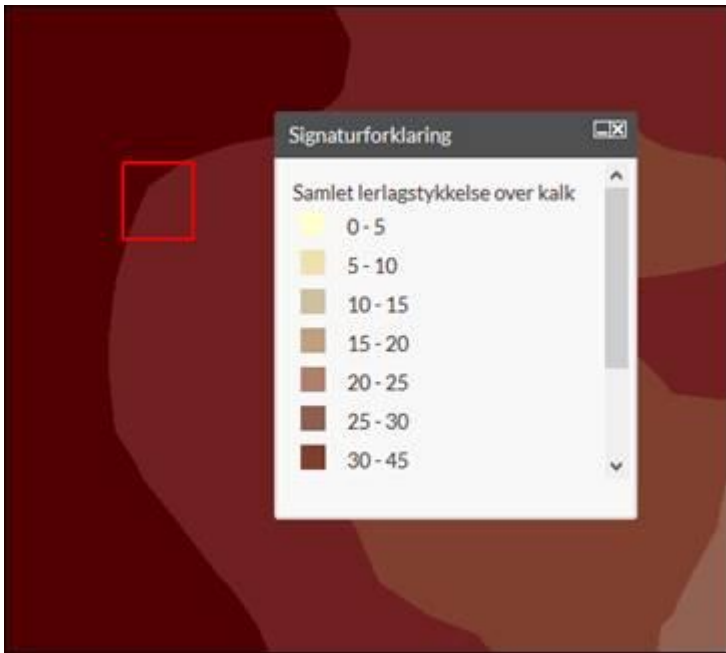 Signaturforklaring
Samlet lerlagstykkelse over kalk
0 - 5
5 - 10
10 - 15
15 - 20
20 - 25
25 - 30
30 - 45